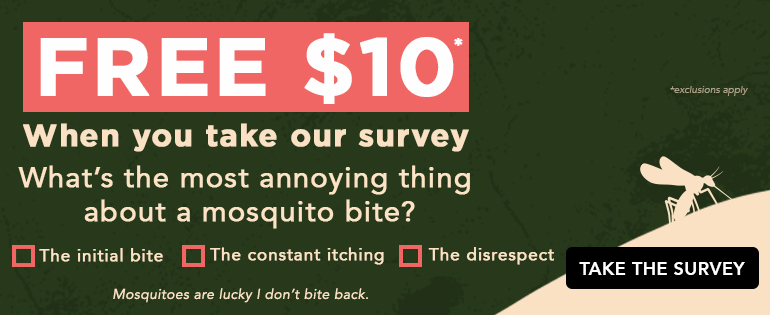 FREE $10*
*exclusions apply
When you take our survey
What's the most annoying thing
about a mosquito bite?
The initial bite The constant itching The disrespect
TAKE THE SURVEY
Mosquitoes are lucky I don't bite back.